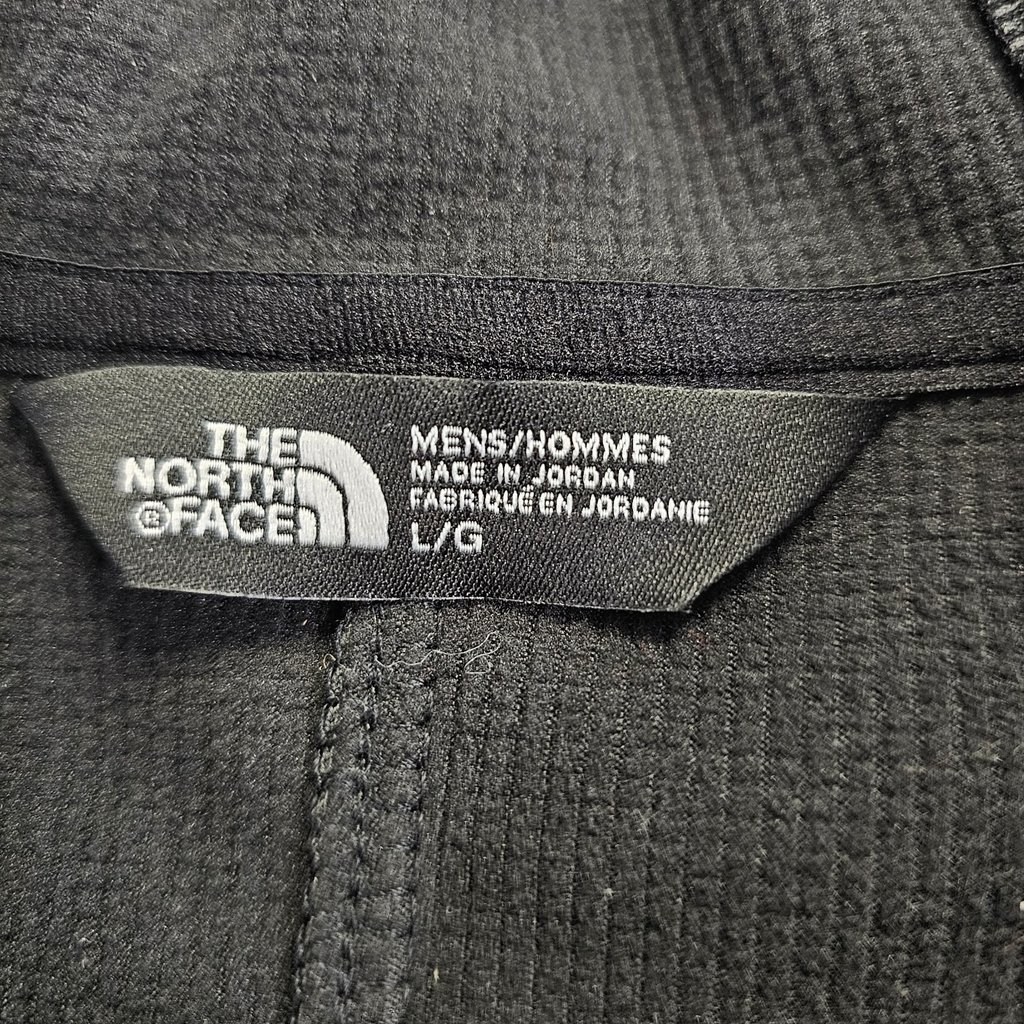 THE
NORTH
®FACE
MENS/HOMMES
MADE IN JORDAN
FABRIQUÉ EN JORDANIE
L/G